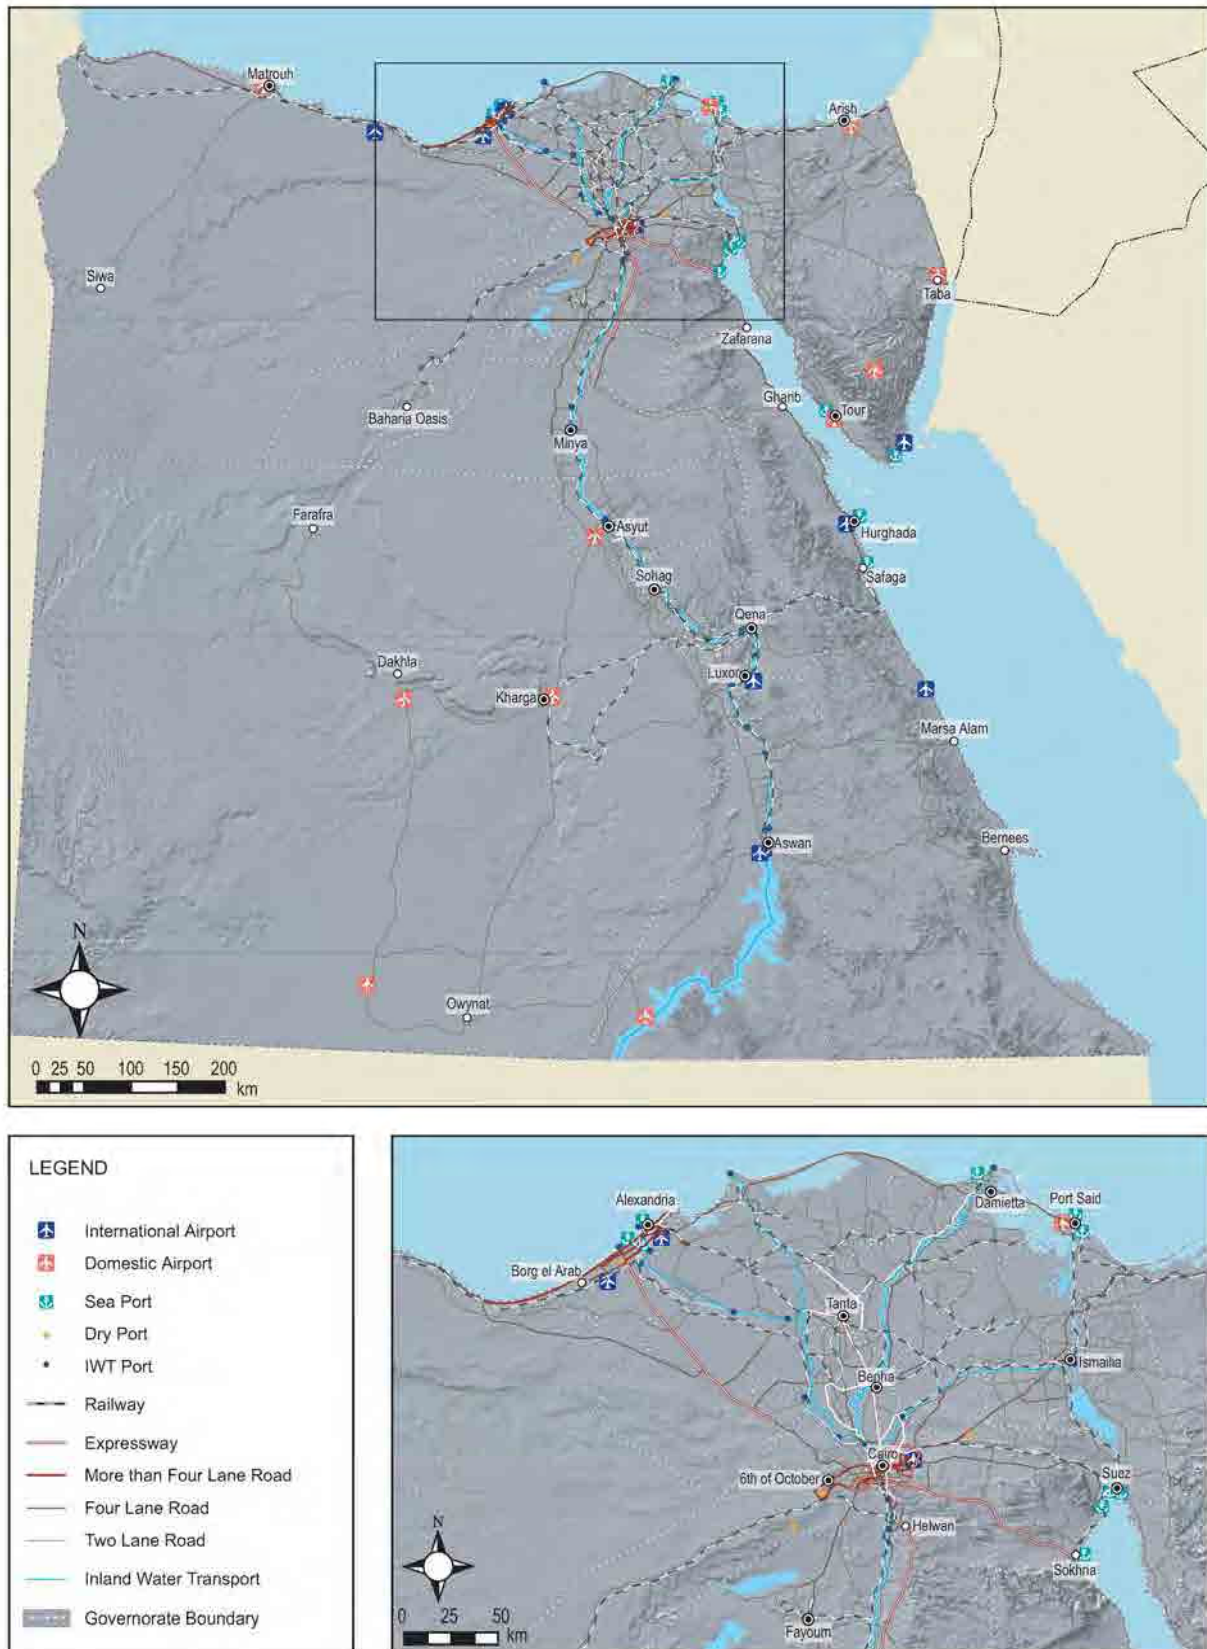 Matrouh
Arish
Siwa
Taba
Zafarana
Gharib
Baharia Oasis
Tour
Minya
Farafra
Asyut
Hurghada
Sohag
Safaga
Qena
Dakhla
Luxor
Kharga
Marsa Alam
Aswan
Bernees
N
Owynat
0 25 50 100 150 200
km
LEGEND
International Airport
Domestic Airport
Sea Port
Dry Port
IWT Port
Railway
Expressway
More than Four Lane Road
Four Lane Road
Two Lane Road
Inland Water Transport
Governorate Boundary
Alexandria
Damietta
Port Said
Borg el Arab
Tanta
Ismailia
Benha
Cairo
6th of October
Suez
Helwan
N
Sokhna
0 25 50
km
Fayoum